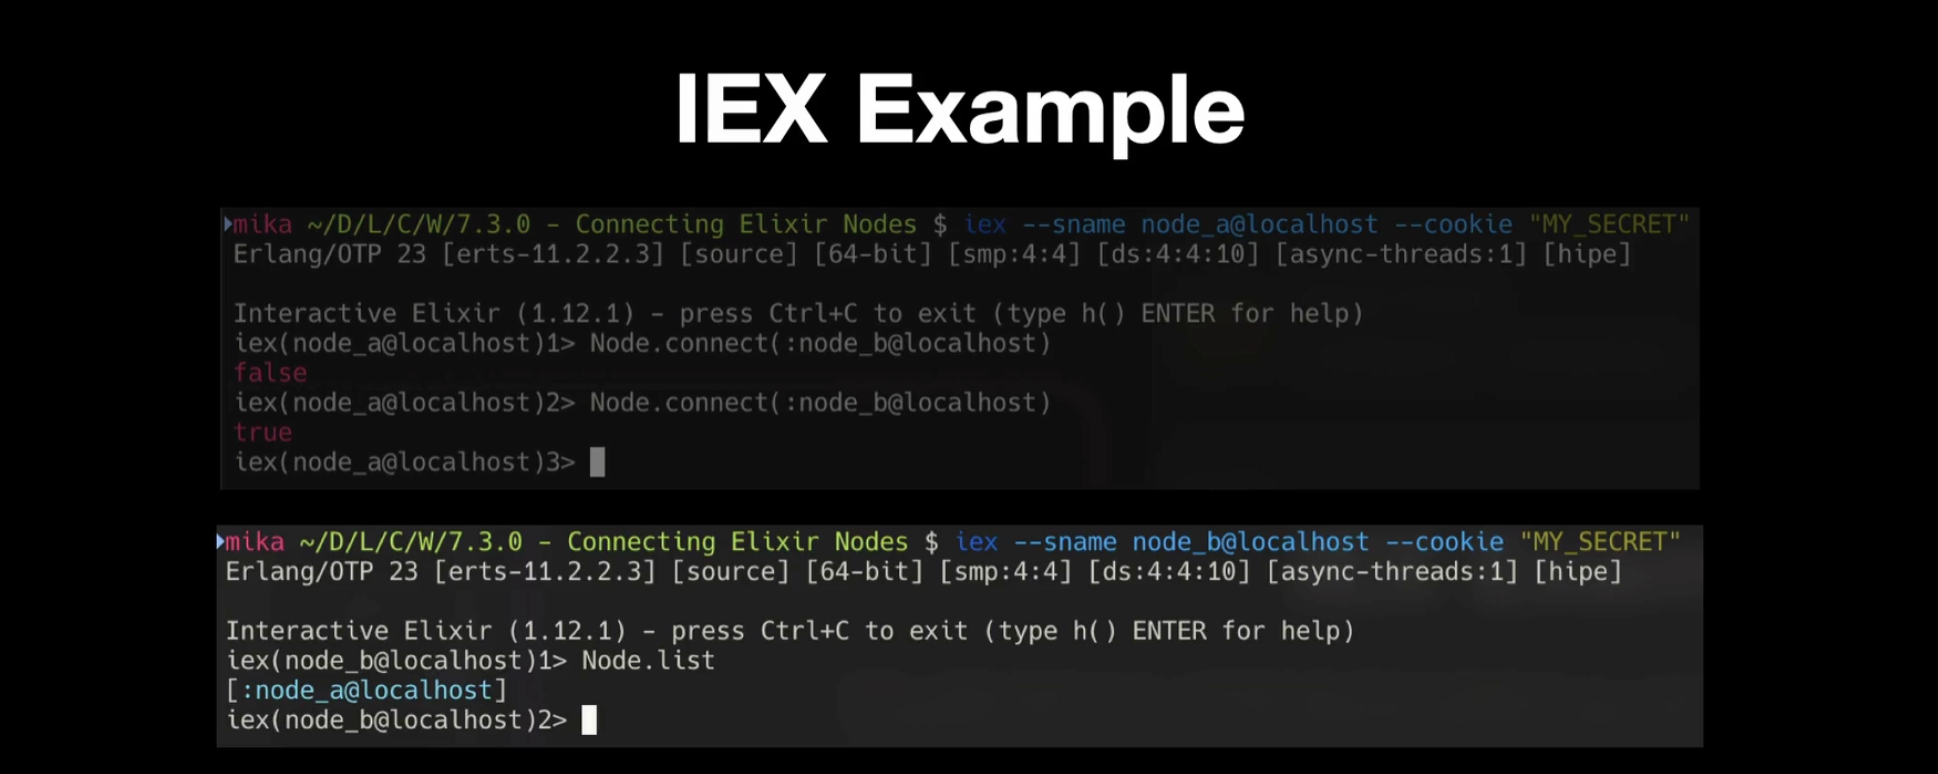 IEX Example
mika ~/D/L/C/W/7.3.0 - Connecting Elixir Nodes $ iex --sname node_a@localhost --cookie "MY_SECRET"
Erlang/OTP 23 [erts-11.2.2.3] [source] [64-bit] [smp:4:4] [ds:4:4:10] [async-threads:1] [hipe]
Interactive Elixir (1.12.1) - press Ctrl+C to exit (type h() ENTER for help)
iex(node_a@localhost)1> Node.connect(:node_b@localhost)
false
iex(node_a@localhost)2> Node.connect(:node_b@localhost)
true
iex(node_a@localhost)3>
mika ~/D/L/C/W/7.3.0 - Connecting Elixir Nodes $ iex --sname node_b@localhost --cookie "MY_SECRET"
Erlang/OTP 23 [erts-11.2.2.3] [source] [64-bit] [smp:4:4] [ds:4:4:10] [async-threads:1] [hipe]
Interactive Elixir (1.12.1) - press Ctrl+C to exit (type h() ENTER for help)
iex(node_b@localhost)1> Node.list
[:node_a@localhost]
iex(node_b@localhost)2>